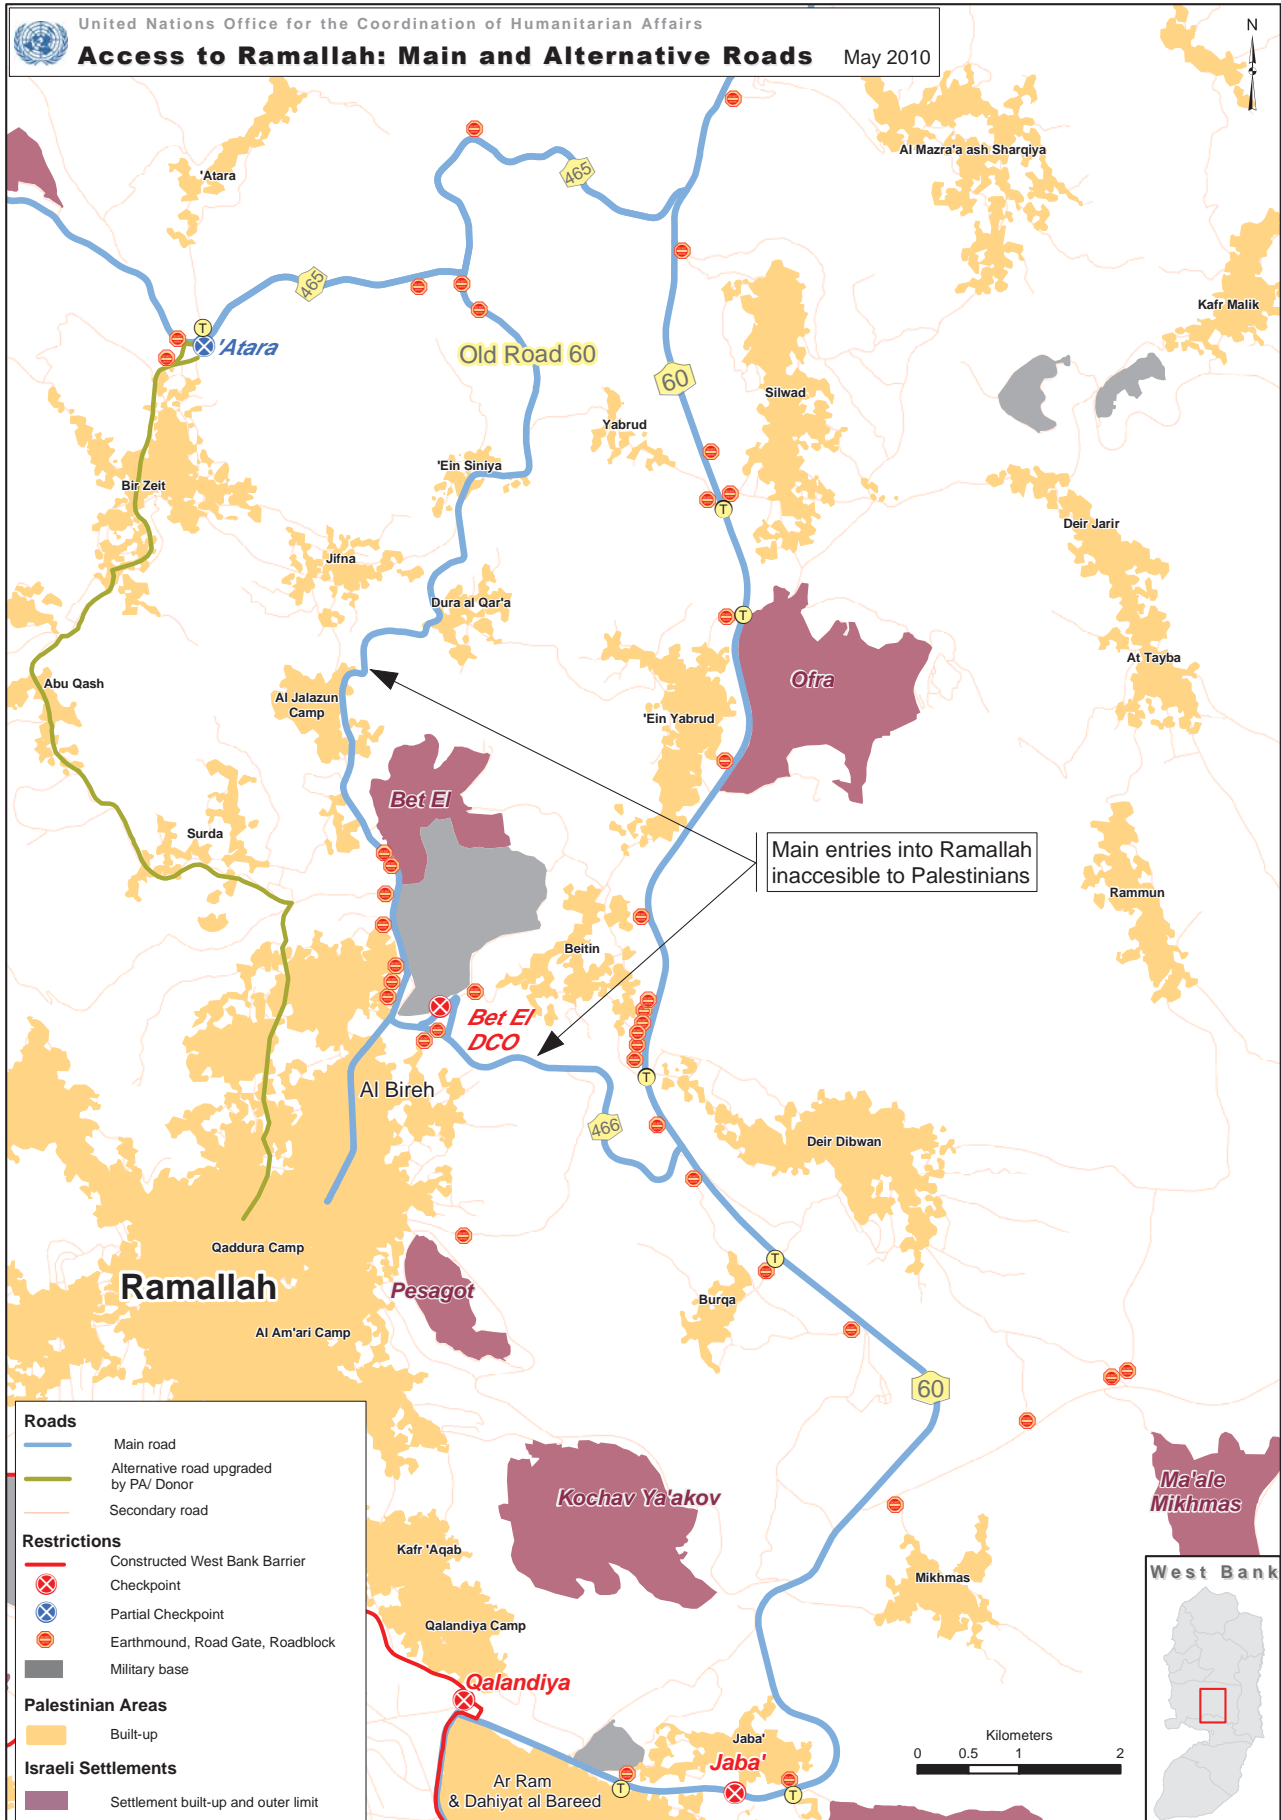 United Nations Office for the Coordination of Humanitarian Affairs
Access to Ramallah: Main and Alternative Roads May 2010
N
Al Mazra'a ash Sharqiya
465
'Atara
465
Kafr Malik
T
'Atara
Old Road 60
60
Silwad
Yabrud
'Ein Siniya
Bir Zeit
T
Deir Jarir
Jifna
Dura al Qar'a
T
At Tayba
Ofra
Abu Qash
Al Jalazun
Camp
'Ein Yabrud
Bet El
Surda
Main entries into Ramallah
inaccesible to Palestinians
Rammun
Beitin
Bet El
DCO
T
Al Bireh
466
Deir Dibwan
Qaddura Camp
T
Ramallah
Pesagot
Burqa
Al Am'ari Camp
60
Kochav Ya'akov
Ma'ale
Mikhmas
Kafr 'Aqab
Mikhmas
Qalandiya Camp
Qalandiya
Jaba'
Jaba'
T
T
Ar Ram
& Dahiyat al Bareed
Kilometers
0 0.5 1 2
West Bank
Roads
Main road
Alternative road upgraded
by PA/ Donor
Secondary road
Restrictions
Constructed West Bank Barrier
Checkpoint
Partial Checkpoint
Earthmound, Road Gate, Roadblock
Military base
Palestinian Areas
Built-up
Israeli Settlements
Settlement built-up and outer limit